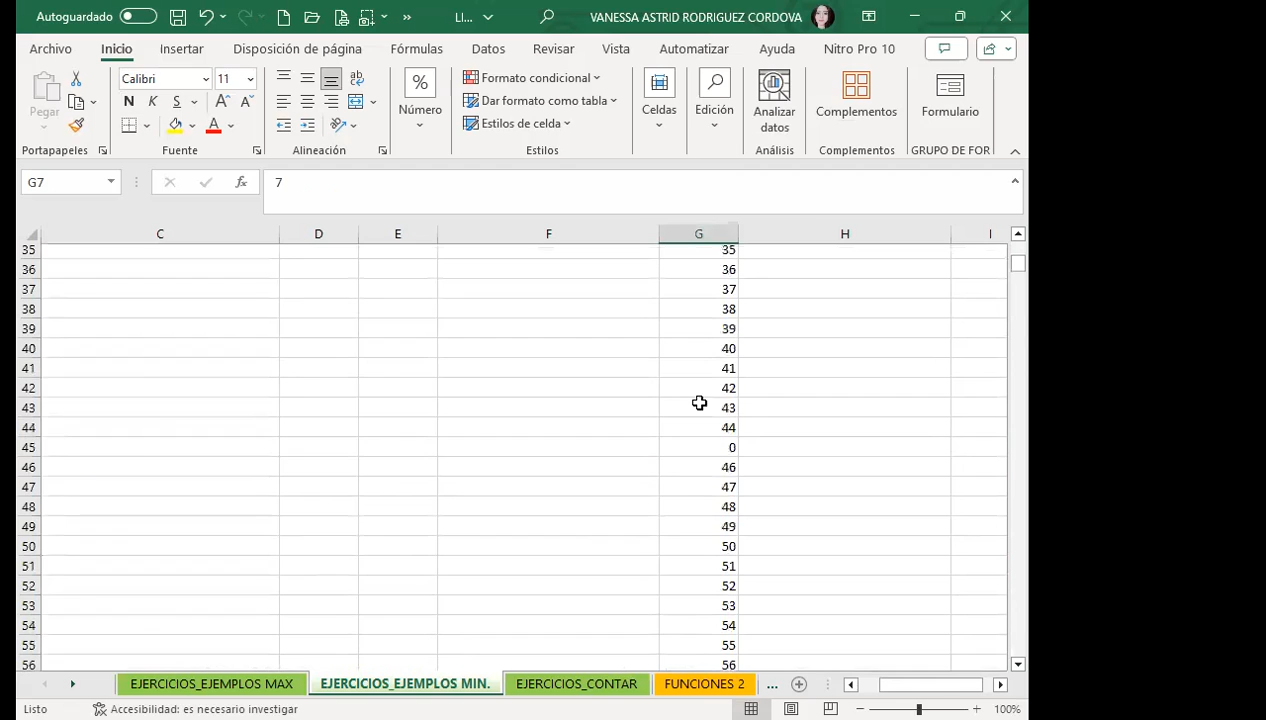 Autoguardado LI... VANESSA ASTRID RODRIGUEZ CORDOVA
Archivo Inicio Insertar Disposición de página Fórmulas Datos Revisar Vista Automatizar Ayuda Nitro Pro 10
Pegar
Portapapeles
Calibri 11
N K S
Fuente
Alineación
% Número
Formato condicional
Dar formato como tabla
Estilos de celda
Estilos
Celdas
Edición
Analizar datos
Análisis
Complementos
Complementos
Formulario
GRUPO DE FOR
G7 fx 7
C D E F G H I
35 35
36 36
37 37
38 38
39 39
40 40
41 41
42 42
43 43
44 44
45 0
46 46
47 47
48 48
49 49
50 50
51 51
52 52
53 53
54 54
55 55
56 56
EJERCICIOS_EJEMPLOS MAX EJERCICIOS_EJEMPLOS MIN. EJERCICIOS_CONTAR FUNCIONES 2 ...
Listo Accesibilidad: es necesario investigar 100%